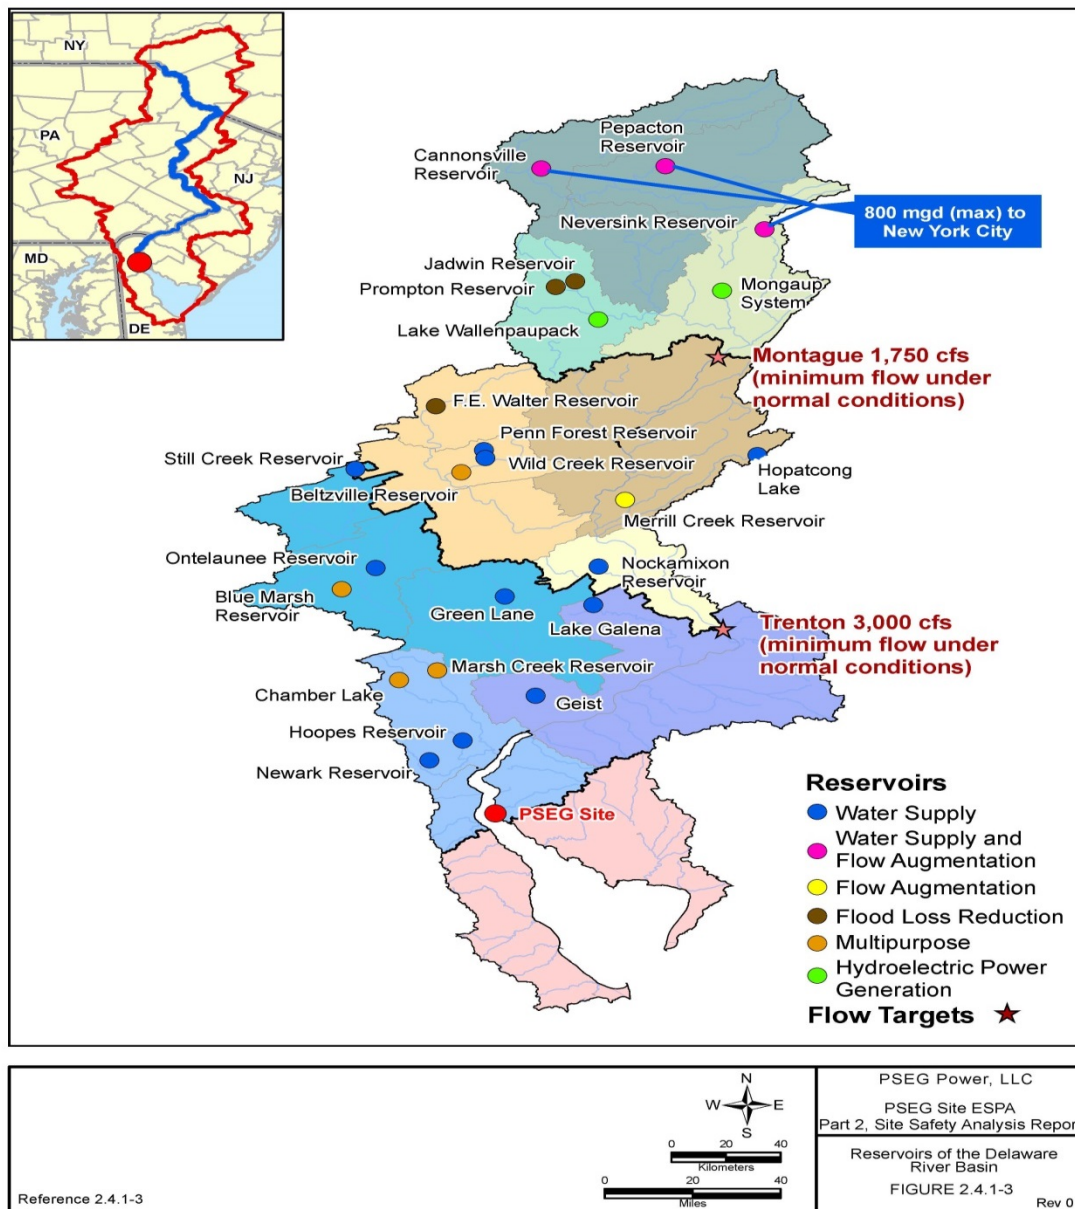 NY
PA
NJ
MD
DE
Pepacton
Reservoir
Cannonsville
Reservoir
Neversink Reservoir
800 mgd (max) to
New York City
Jadwin Reservoir
Prompton Reservoir
Mongaup
System
Lake Wallenpaupack
Montague 1,750 cfs
(minimum flow under
normal conditions)
F.E. Walter Reservoir
Penn Forest Reservoir
Still Creek Reservoir
Wild Creek Reservoir
Hopatcong
Lake
Beltzville Reservoir
Merrill Creek Reservoir
Ontelaunee Reservoir
Nockamixon
Reservoir
Blue Marsh
Reservoir
Green Lane
Lake Galena
Trenton 3,000 cfs
(minimum flow under
normal conditions)
Marsh Creek Reservoir
Chamber Lake
Geist
Hoopes Reservoir
Newark Reservoir
PSEG Site
Reservoirs
Water Supply
Water Supply and
Flow Augmentation
Flow Augmentation
Flood Loss Reduction
Multipurpose
Hydroelectric Power
Generation
Flow Targets
N
W
E
S
0 20 40
Kilometers
0 20 40
Miles
Reference 2.4.1-3
PSEG Power, LLC
PSEG Site ESPA
Part 2, Site Safety Analysis Repor
Reservoirs of the Delaware
River Basin
FIGURE 2.4.1-3
Rev 0